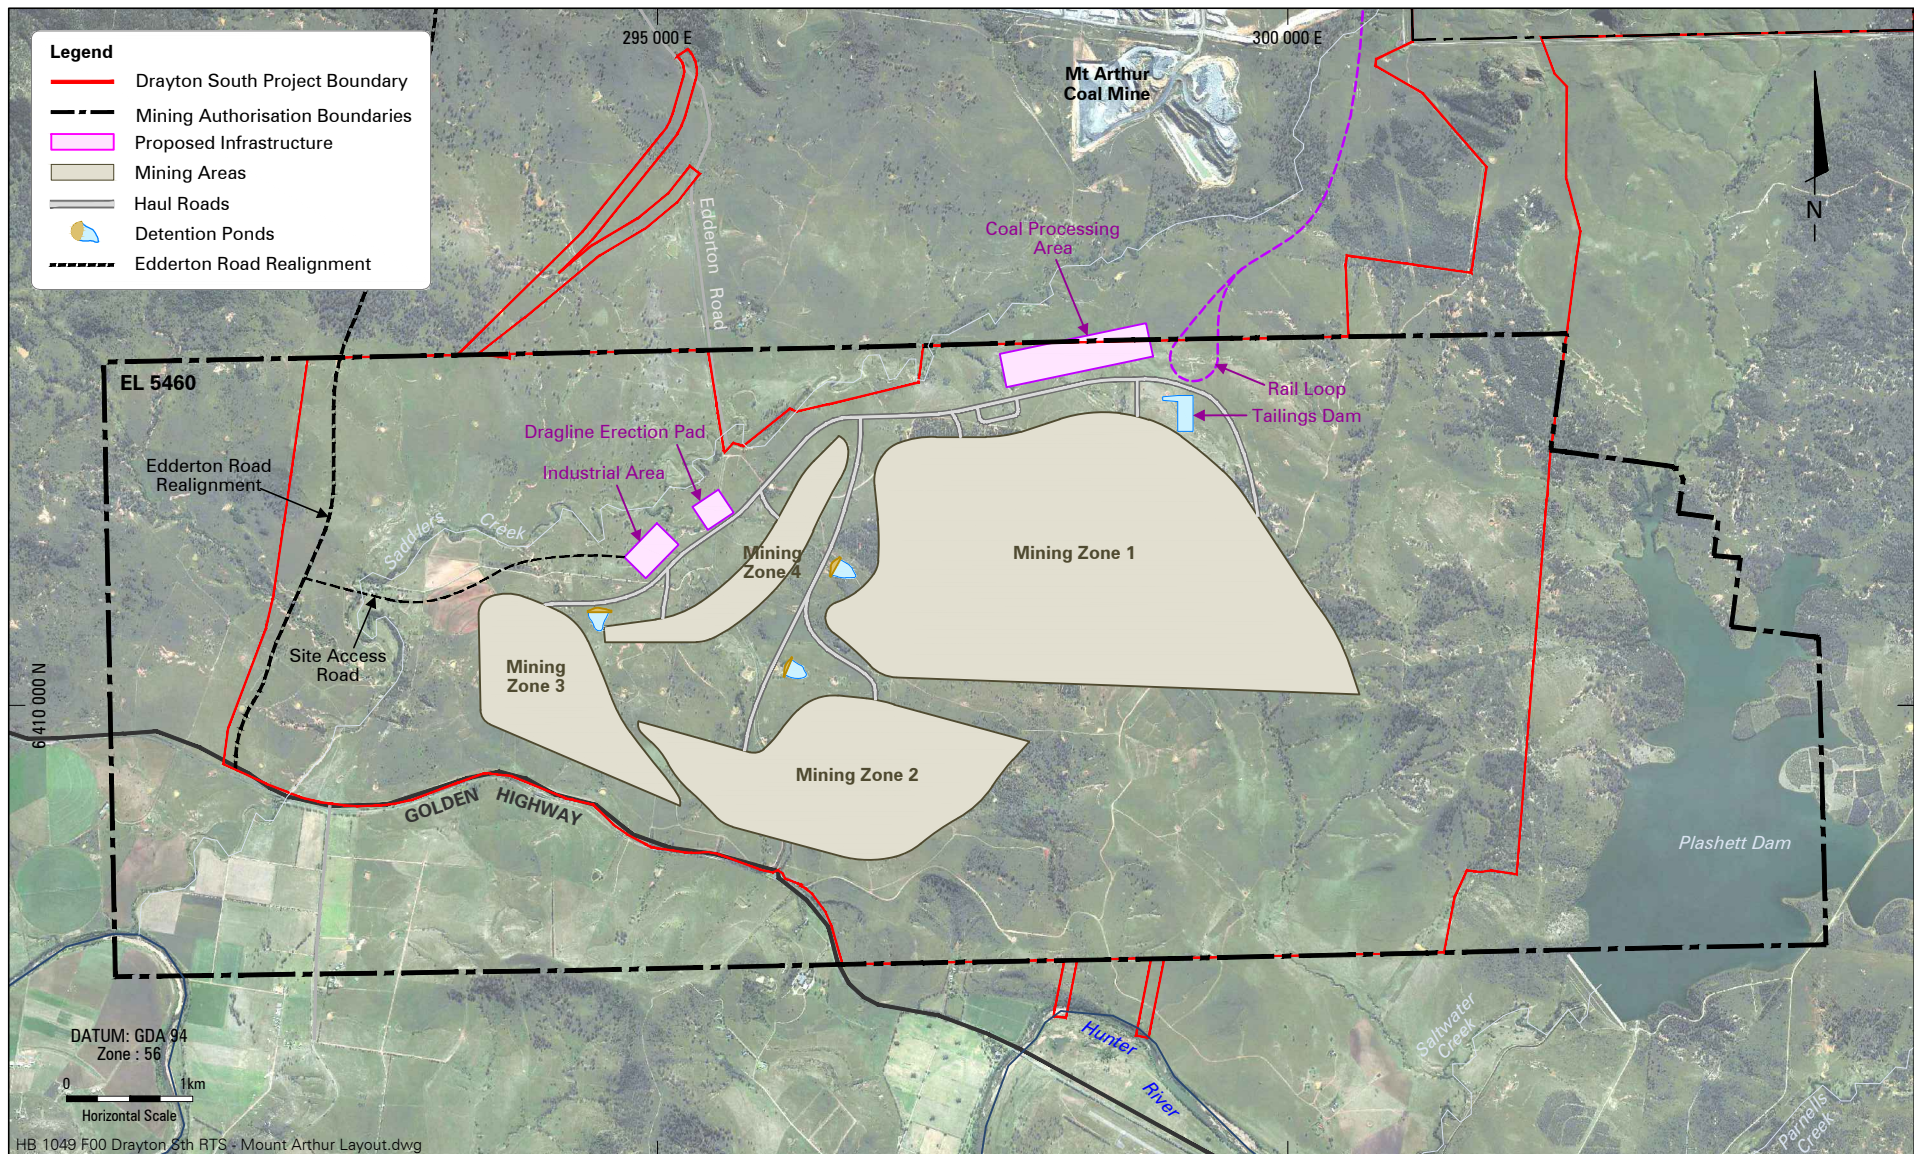 Legend
Drayton South Project Boundary
Mining Authorisation Boundaries
Proposed Infrastructure
Mining Areas
Haul Roads
Detention Ponds
Edderton Road Realignment
295 000 E
300 000 E
Mt Arthur
Coal Mine
N
Edderton Road
Coal Processing
Area
EL 5460
Rail Loop
Tailings Dam
Dragline Erection Pad
Industrial Area
Edderton Road
Realignment
Saddlers Creek
Mining
Zone 4
Mining Zone 1
Site Access
Road
Mining
Zone 3
6 410 000 N
Mining Zone 2
GOLDEN HIGHWAY
Plashett Dam
Saltwater
Creek
Hunter
River
Parnells
Creek
DATUM: GDA 94
Zone : 56
0 1km
Horizontal Scale
HB 1049 F00 Drayton Sth RTS - Mount Arthur Layout.dwg